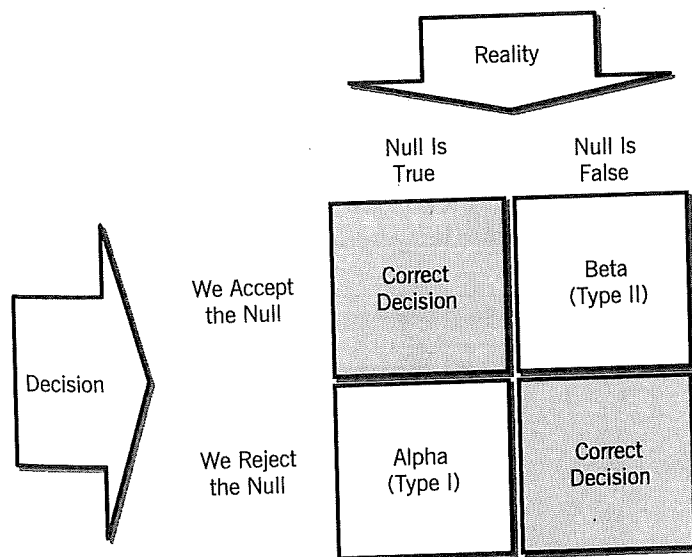 Reality
Null Is
True
Null Is
False
We Accept
the Null
Correct
Decision
Beta
(Type II)
Decision
We Reject
the Null
Alpha
(Type I)
Correct
Decision